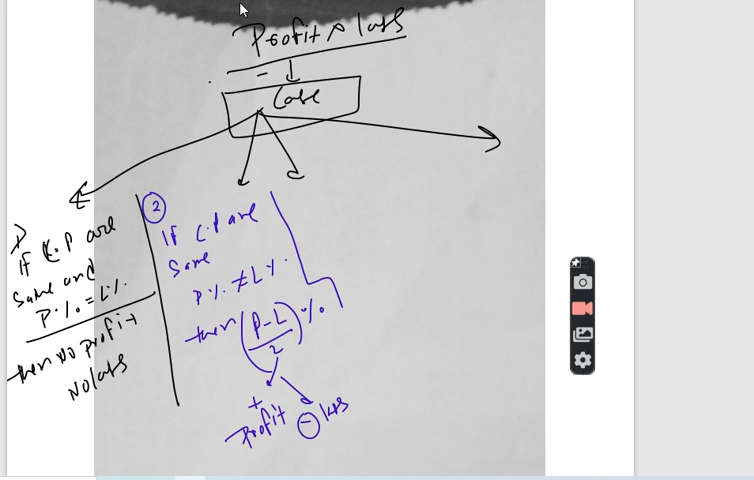 Profit & loss
Case
1
If C.P are
same and
P% = L%
then no profit
No loss
2
If C.P are
Same
P% ≠ L%
then (P-L/2)%
+ Profit
- loss